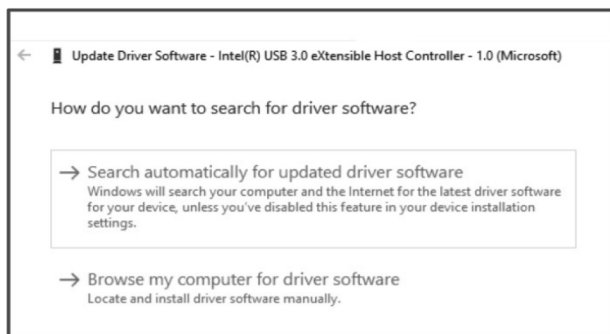 Update Driver Software - Intel(R) USB 3.0 eXtensible Host Controller - 1.0 (Microsoft)
How do you want to search for driver software?
Search automatically for updated driver software
Windows will search your computer and the Internet for the latest driver software
for your device, unless you've disabled this feature in your device installation
settings.
Browse my computer for driver software
Locate and install driver software manually.